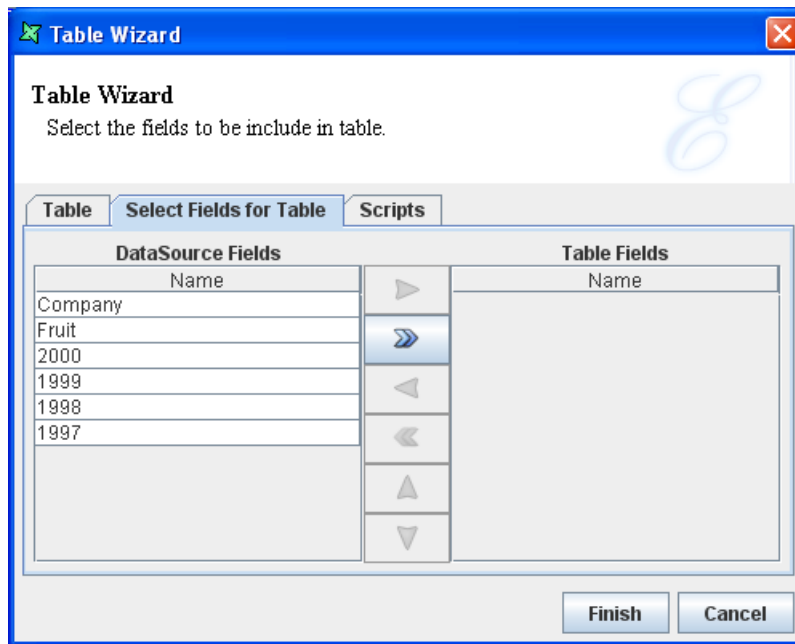 Table Wizard
Table Wizard
Select the fields to be include in table.
Table
Select Fields for Table
Scripts
DataSource Fields
Table Fields
Name
Name
Company
Fruit
2000
1999
1998
1997
Finish
Cancel